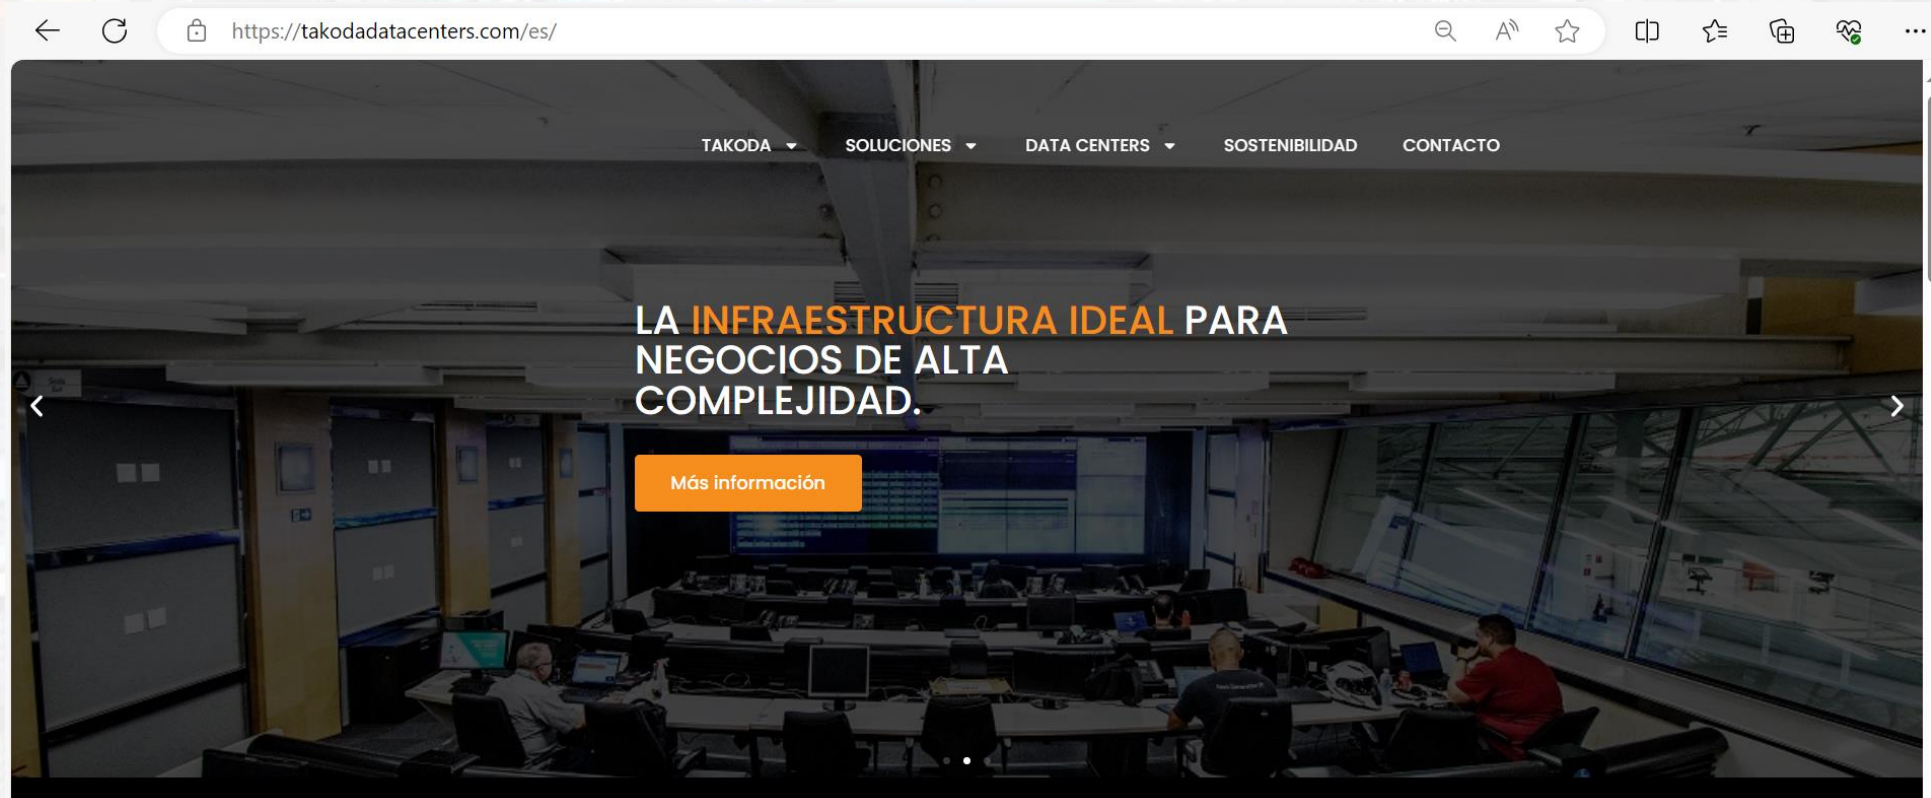 https://takodadatacenters.com/es/
TAKODA
SOLUCIONES
DATA CENTERS
SOSTENIBILIDAD
CONTACTO
LA INFRAESTRUCTURA IDEAL PARA
NEGOCIOS DE ALTA
COMPLEJIDAD.
Más información